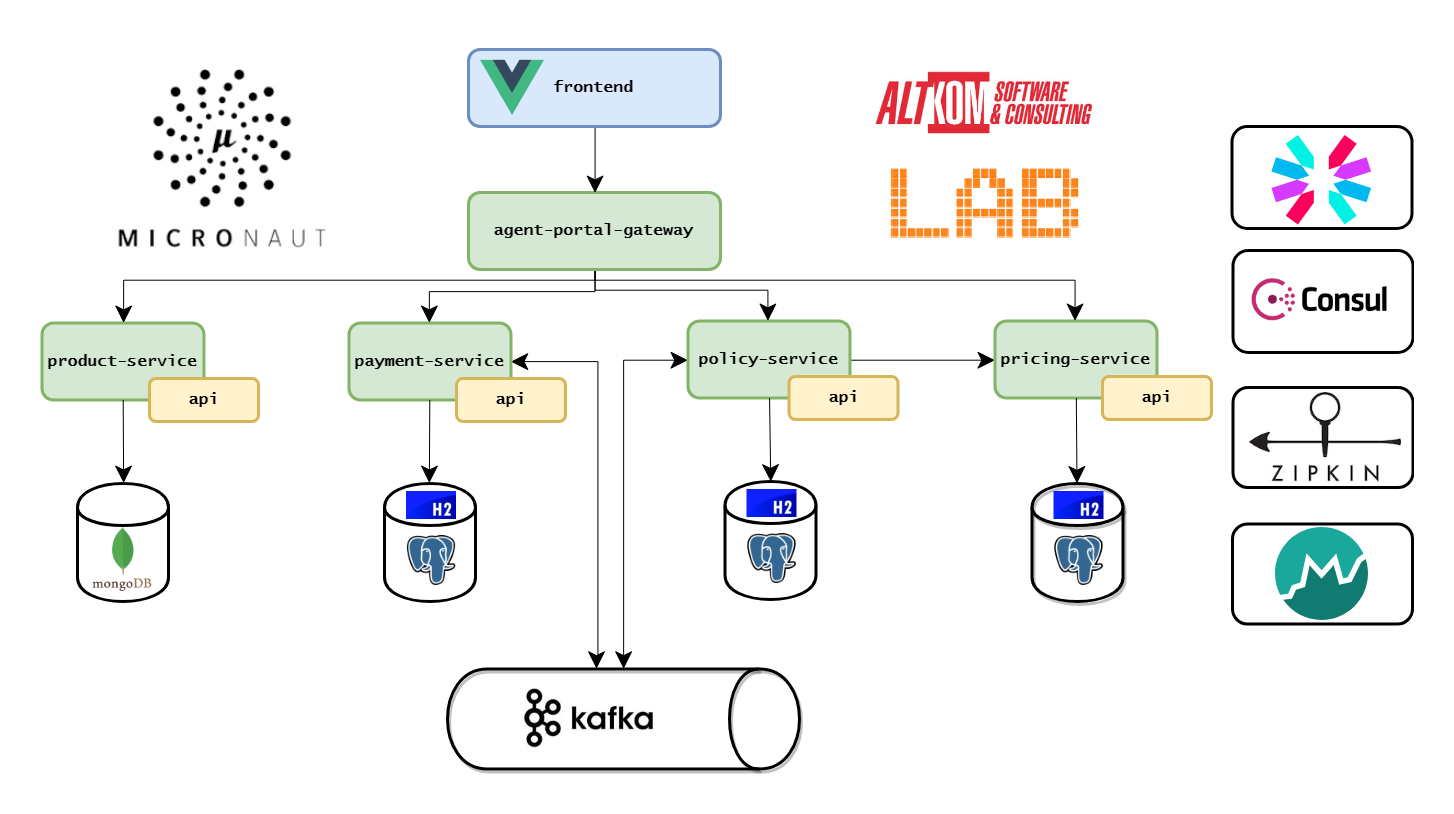 frontend
ALTKOM SOFTWARE
& CONSULTING
μ
LAB
MICRONAUT
agent-portal-gateway
Consul
product-service
payment-service
policy-service
pricing-service
api
api
api
api
ZIPKIN
H2
H2
H2
mongoDB
kafka